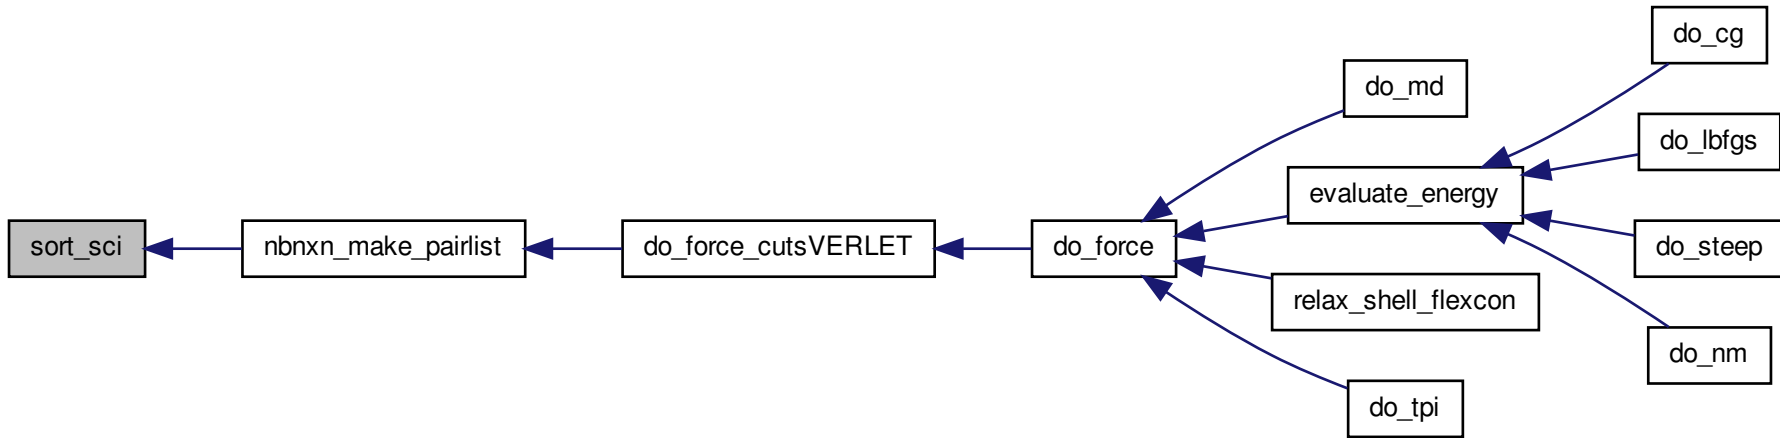 sort_sci
nbnxn_make_pairlist
do_force_cutsVERLET
do_force
do_md
evaluate_energy
relax_shell_flexcon
do_tpi
do_cg
do_lbfgs
do_steep
do_nm